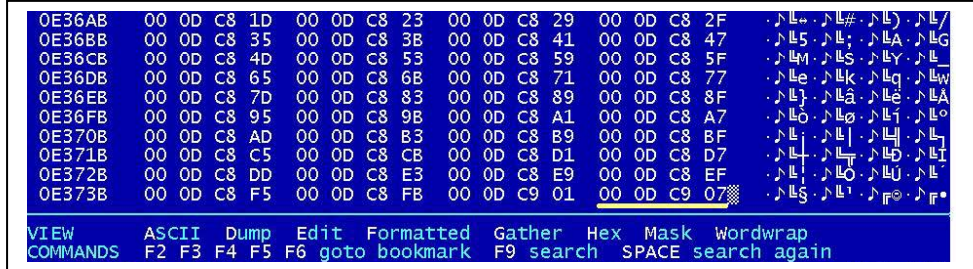 0E36AB 00 0D C8 1D 00 0D C8 23 00 0D C8 29 00 0D C8 2F ·♪╚↔·♪╚#·♪╚)·♪╚/
0E36BB 00 0D C8 35 00 0D C8 3B 00 0D C8 41 00 0D C8 47 ·♪╚5·♪╚;·♪╚A·♪╚G
0E36CB 00 0D C8 4D 00 0D C8 53 00 0D C8 59 00 0D C8 5F ·♪╚M·♪╚S·♪╚Y·♪╚_
0E36DB 00 0D C8 65 00 0D C8 6B 00 0D C8 71 00 0D C8 77 ·♪╚e·♪╚k·♪╚q·♪╚w
0E36EB 00 0D C8 7D 00 0D C8 83 00 0D C8 89 00 0D C8 8F ·♪╚}·♪╚â·♪╚ë·♪╚Å
0E36FB 00 0D C8 95 00 0D C8 9B 00 0D C8 A1 00 0D C8 A7 ·♪╚ò·♪╚ø·♪╚í·♪╚º
0E370B 00 0D C8 AD 00 0D C8 B3 00 0D C8 B9 00 0D C8 BF ·♪╚¡·♪╚│·♪╚╣·♪╚┐
0E371B 00 0D C8 C5 00 0D C8 CB 00 0D C8 D1 00 0D C8 D7 ·♪╚┼·♪╚╦·♪╚Ð·♪╚Î
0E372B 00 0D C8 DD 00 0D C8 E3 00 0D C8 E9 00 0D C8 EF ·♪╚¦·♪╚Ò·♪╚Ú·♪╚´
0E373B 00 0D C8 F5 00 0D C8 FB 00 0D C9 01 00 0D C9 07▒ ·♪╚§·♪╚¹·♪╔☺·♪╔•
VIEW ASCII Dump Edit Formatted Gather Hex Mask Wordwrap
COMMANDS F2 F3 F4 F5 F6 goto bookmark F9 search SPACE search again